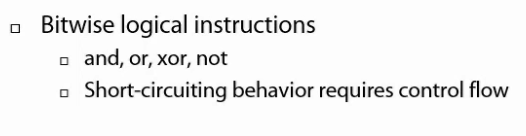 Bitwise logical instructions
and, or, xor, not
Short-circuiting behavior requires control flow